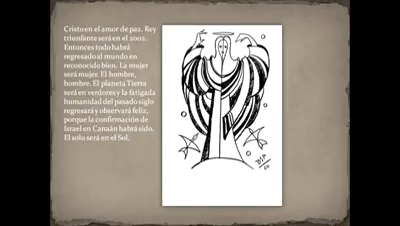 Cristo en el amor de paz. Rey
triunfante será en el 2002.
Entonces todo habrá
regresado al mundo en
reconocido bien. La mujer
será mujer. El hombre,
hombre. El planeta Tierra
será en verdores y la fatigada
humanidad del pasado siglo
regresará y observará feliz,
porque la confirmación de
Israel en Canaán habrá sido.
El solo será en el Sol.
BSP
60